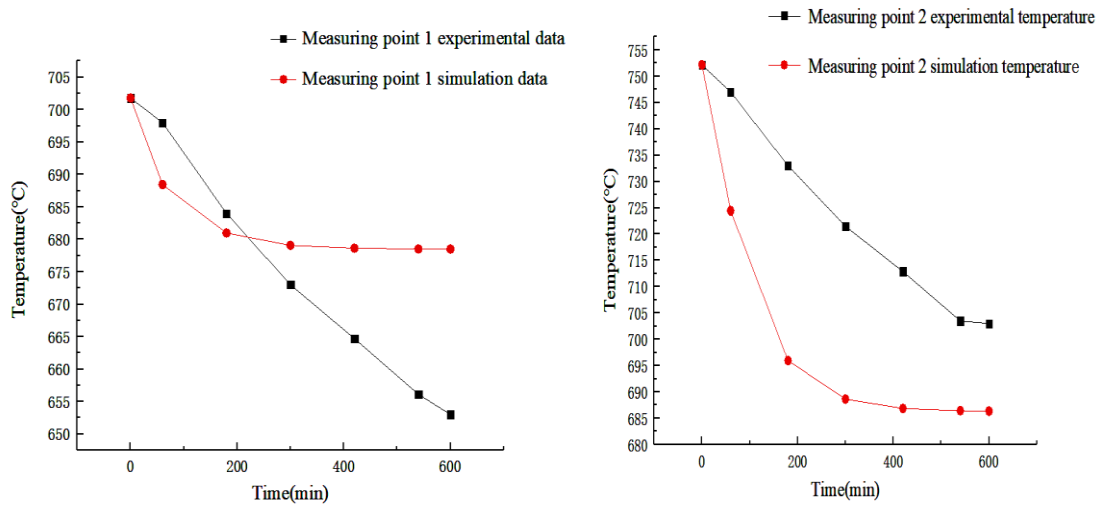 Measuring point 1 experimental data
Measuring point 1 simulation data
705
700
695
690
685
680
675
670
665
660
655
650
Temperature(°C)
0 200 400 600
Time(min)
Measuring point 2 experimental temperature
Measuring point 2 simulation temperature
755
750
745
740
735
730
725
720
715
710
705
700
695
690
685
680
Temperature(°C)
0 200 400 600
Time(min)